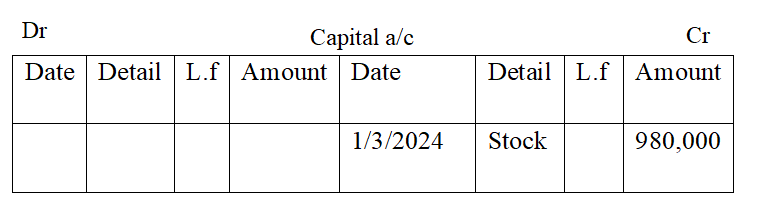 Dr Capital a/c Cr
Date Detail L.f Amount Date Detail L.f Amount
1/3/2024 Stock 980,000